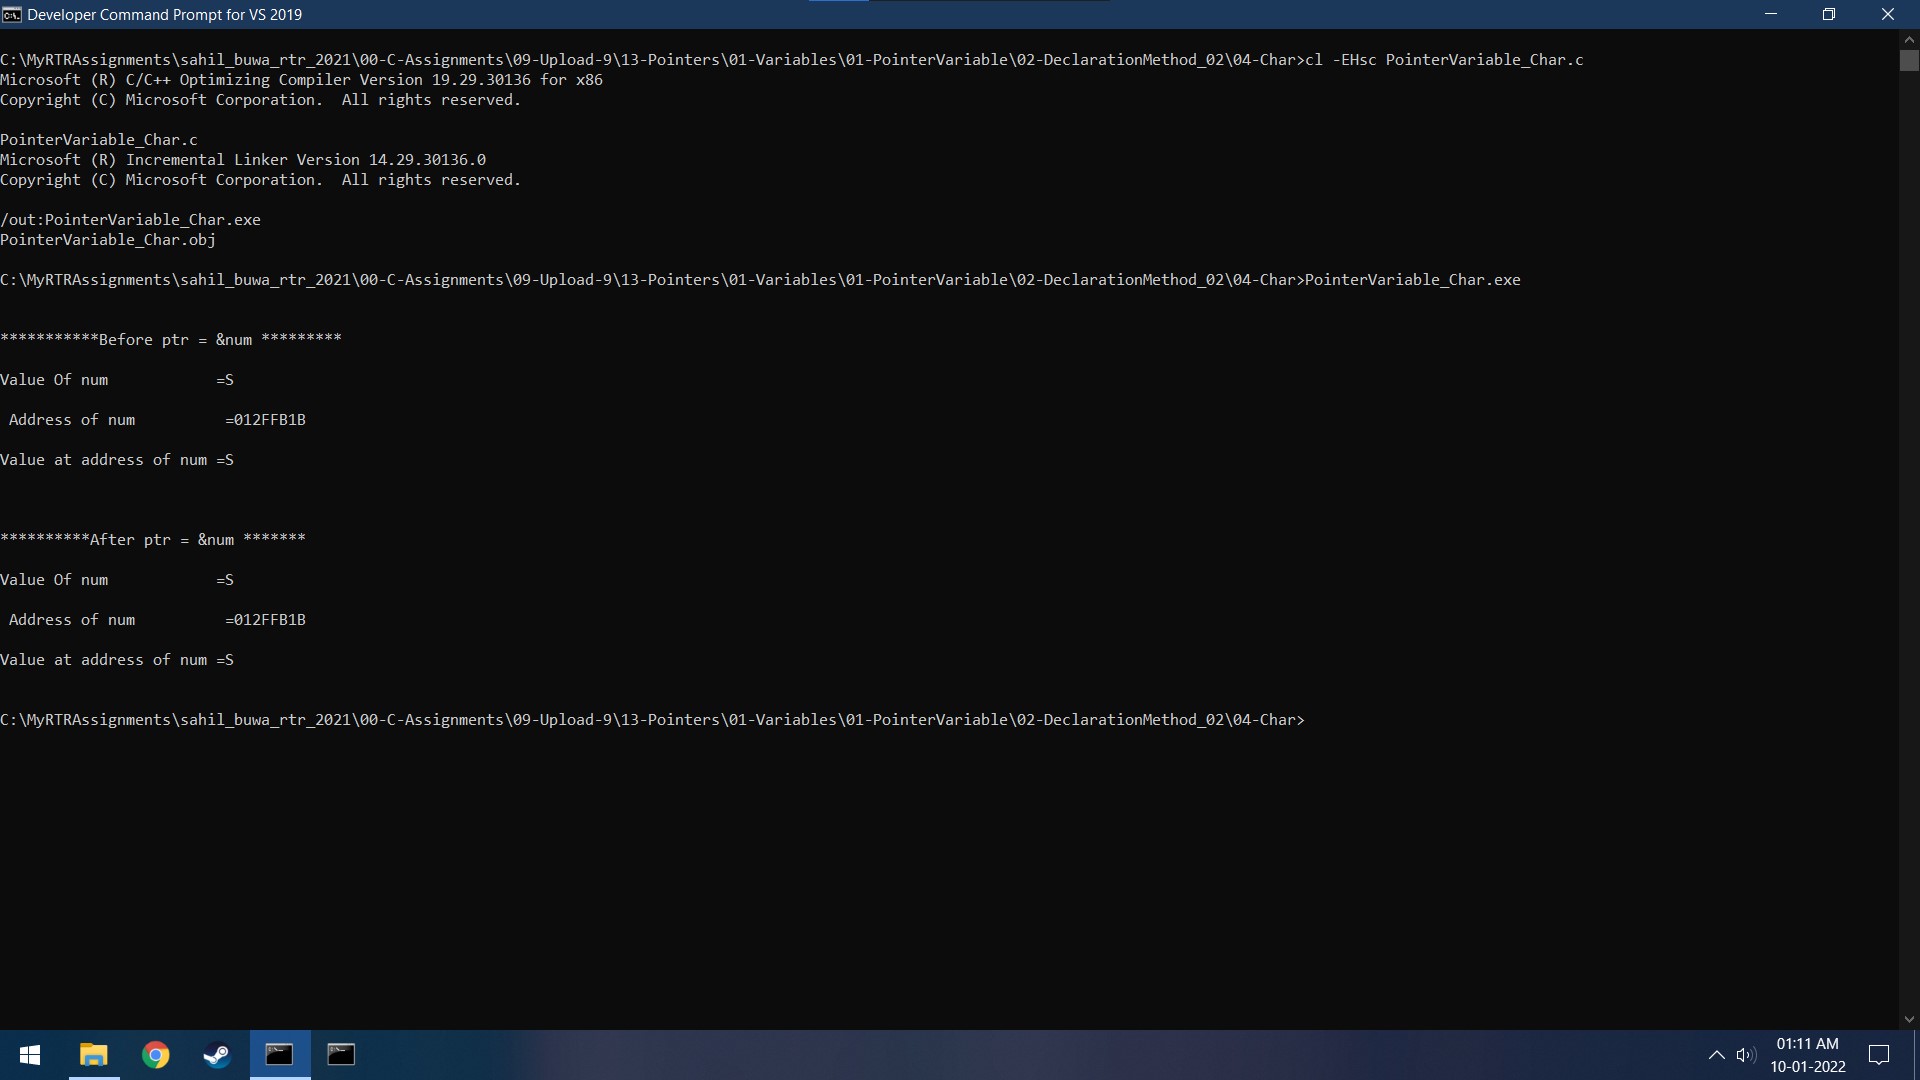 Developer Command Prompt for VS 2019
C:\MyRTRAssignments\sahil_buwa_rtr_2021\00-C-Assignments\09-Upload-9\13-Pointers\01-Variables\01-PointerVariable\02-DeclarationMethod_02\04-Char>cl -EHsc PointerVariable_Char.c
Microsoft (R) C/C++ Optimizing Compiler Version 19.29.30136 for x86
Copyright (C) Microsoft Corporation.  All rights reserved.
PointerVariable_Char.c
Microsoft (R) Incremental Linker Version 14.29.30136.0
Copyright (C) Microsoft Corporation.  All rights reserved.
/out:PointerVariable_Char.exe
PointerVariable_Char.obj
C:\MyRTRAssignments\sahil_buwa_rtr_2021\00-C-Assignments\09-Upload-9\13-Pointers\01-Variables\01-PointerVariable\02-DeclarationMethod_02\04-Char>PointerVariable_Char.exe
***********Before ptr = &num *********
Value Of num            =S
 Address of num          =012FFB1B
Value at address of num =S
**********After ptr = &num *******
Value Of num            =S
 Address of num          =012FFB1B
Value at address of num =S
C:\MyRTRAssignments\sahil_buwa_rtr_2021\00-C-Assignments\09-Upload-9\13-Pointers\01-Variables\01-PointerVariable\02-DeclarationMethod_02\04-Char>
01:11 AM
10-01-2022